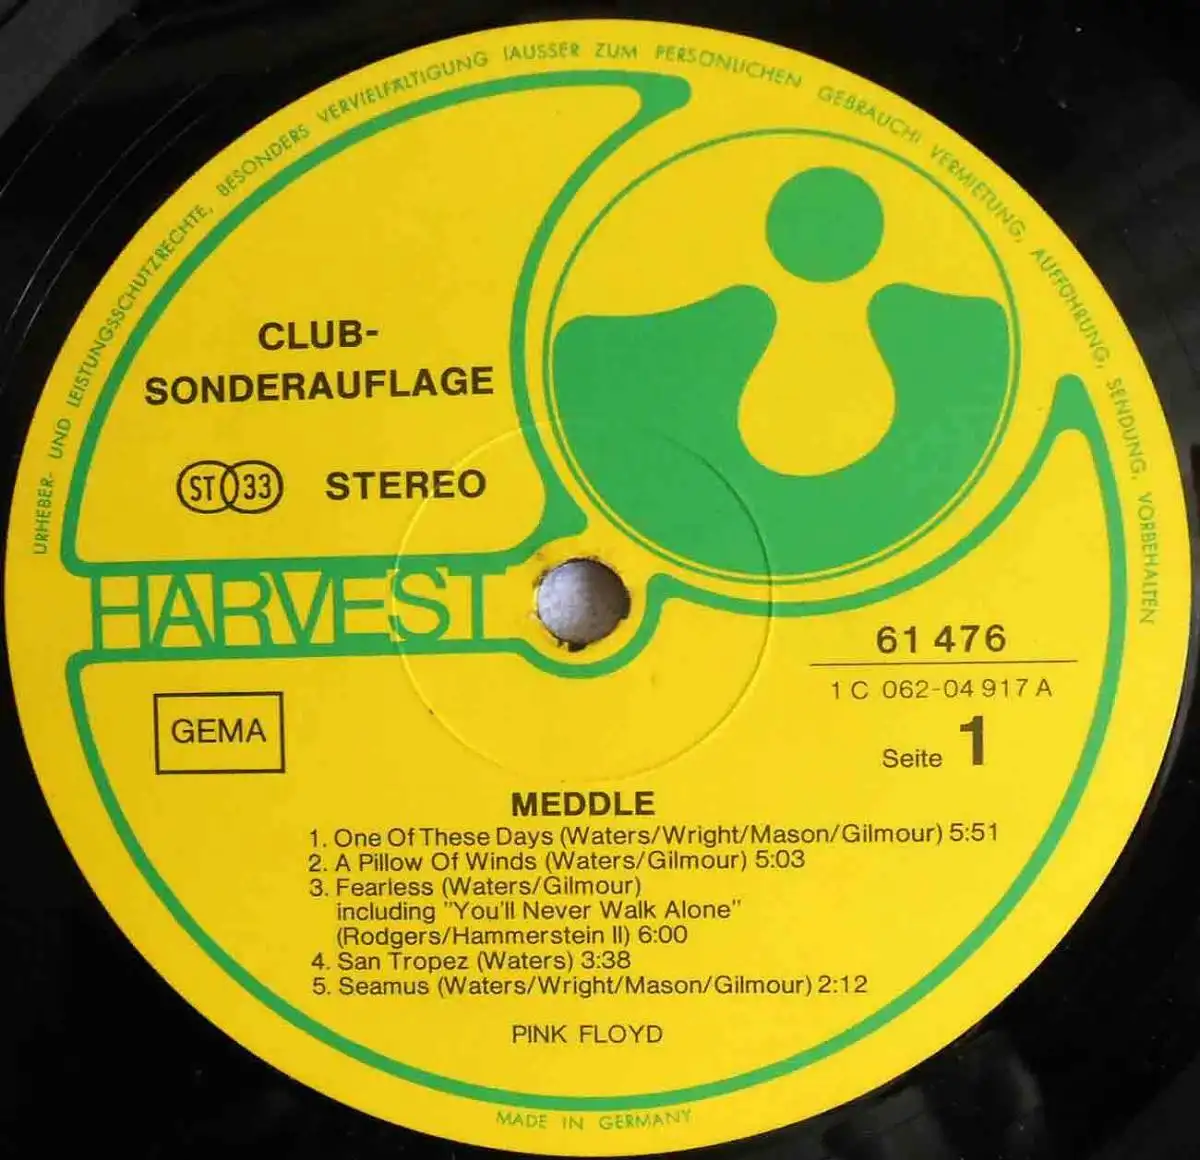 URHEBER- UND LEISTUNGSSCHUTZRECHTE, BESONDERS VERVIELFÄLTIGUNG (AUSSER ZUM PERSÖNLICHEN GEBRAUCH) VERMIETUNG, AUFFÜHRUNG, SENDUNG, VORBEHALTEN
CLUB-
SONDERAUFLAGE
ST 33 STEREO
HARVEST
61 476
1 C 062-04 917 A
GEMA
Seite 1
MEDDLE
1. One Of These Days (Waters/Wright/Mason/Gilmour) 5:51
2. A Pillow Of Winds (Waters/Gilmour) 5:03
3. Fearless (Waters/Gilmour)
including "You'll Never Walk Alone"
(Rodgers/Hammerstein II) 6:00
4. San Tropez (Waters) 3:38
5. Seamus (Waters/Wright/Mason/Gilmour) 2:12
PINK FLOYD
MADE IN GERMANY